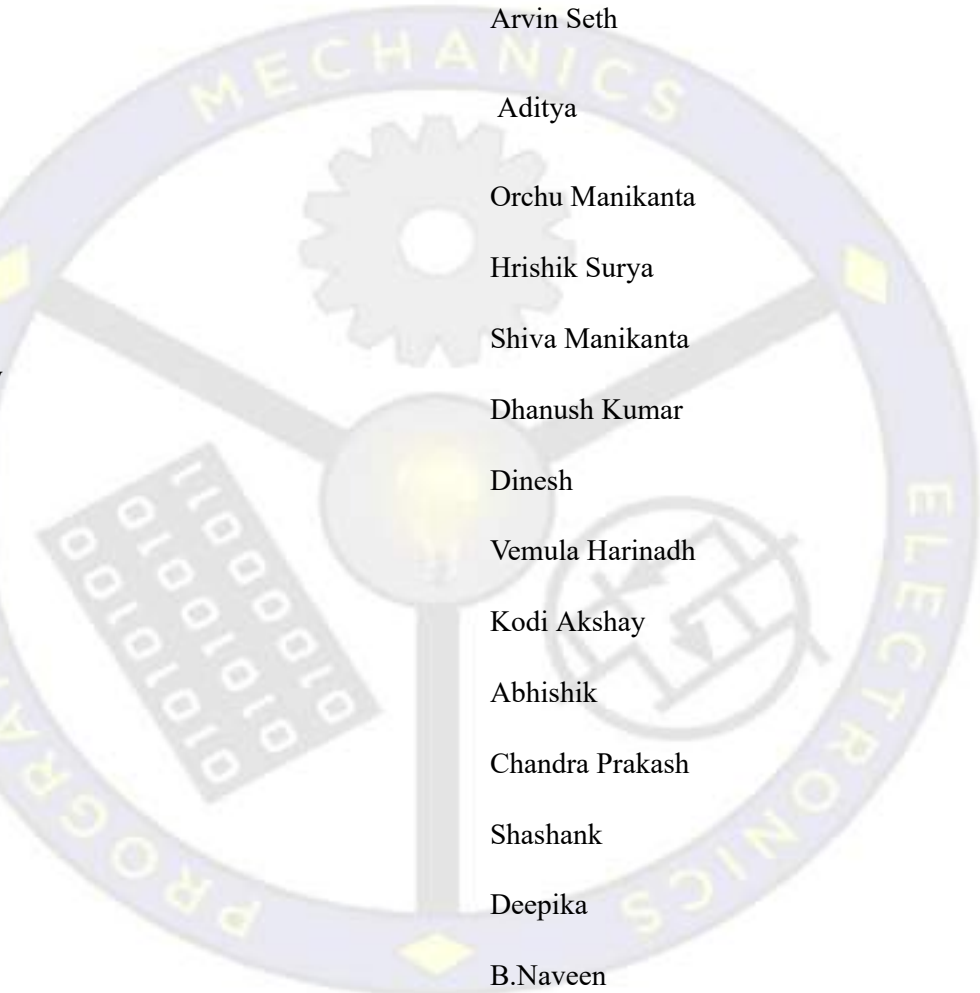 Arvin Seth
Aditya
Orchu Manikanta
Hrishik Surya
Shiva Manikanta
Dhanush Kumar
Dinesh
Vemula Harinadh
Kodi Akshay
Abhishik
Chandra Prakash
Shashank
Deepika
B.Naveen
MECHANICS
ELECTRONICS